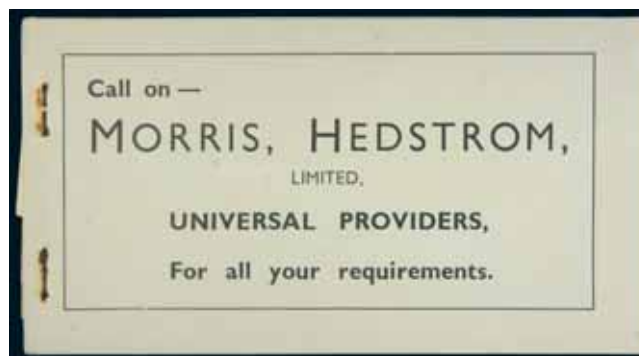 Call on —
MORRIS, HEDSTROM,
LIMITED,
UNIVERSAL PROVIDERS,
For all your requirements.